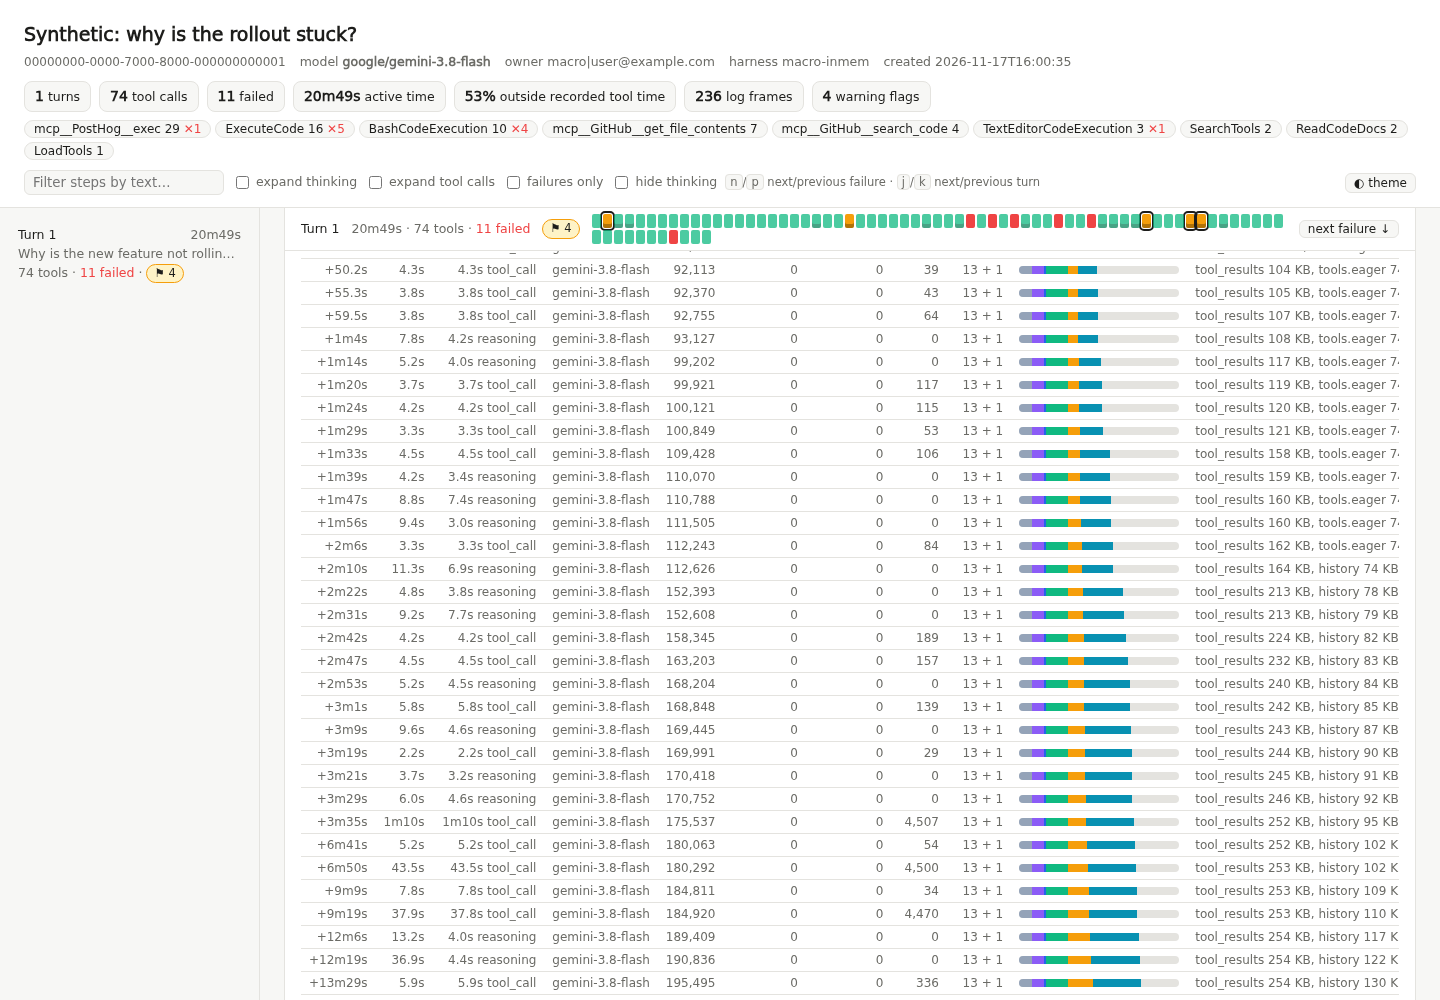 Synthetic: why is the rollout stuck?
00000000-0000-7000-8000-000000000001 model google/gemini-3.8-flash owner macro|user@example.com harness macro-inmem created 2026-11-17T16:00:35
1 turns 74 tool calls 11 failed 20m49s active time 53% outside recorded tool time 236 log frames 4 warning flags
mcp__PostHog__exec 29 ×1 ExecuteCode 16 ×5 BashCodeExecution 10 ×4 mcp__GitHub__get_file_contents 7 mcp__GitHub__search_code 4 TextEditorCodeExecution 3 ×1 SearchTools 2 ReadCodeDocs 2
LoadTools 1
Filter steps by text… expand thinking expand tool calls failures only hide thinking n/p next/previous failure · j/k next/previous turn ◐ theme
Turn 1 20m49s
Why is the new feature not rollin…
74 tools · 11 failed · ⚑ 4
Turn 1 20m49s · 74 tools · 11 failed ⚑ 4 next failure ↓
+50.2s 4.3s 4.3s tool_call gemini-3.8-flash 92,113 0 0 39 13 + 1 tool_results 104 KB, tools.eager 74
+55.3s 3.8s 3.8s tool_call gemini-3.8-flash 92,370 0 0 43 13 + 1 tool_results 105 KB, tools.eager 74
+59.5s 3.8s 3.8s tool_call gemini-3.8-flash 92,755 0 0 64 13 + 1 tool_results 107 KB, tools.eager 74
+1m4s 7.8s 4.2s reasoning gemini-3.8-flash 93,127 0 0 0 13 + 1 tool_results 108 KB, tools.eager 74
+1m14s 5.2s 4.0s reasoning gemini-3.8-flash 99,202 0 0 0 13 + 1 tool_results 117 KB, tools.eager 74
+1m20s 3.7s 3.7s tool_call gemini-3.8-flash 99,921 0 0 117 13 + 1 tool_results 119 KB, tools.eager 74
+1m24s 4.2s 4.2s tool_call gemini-3.8-flash 100,121 0 0 115 13 + 1 tool_results 120 KB, tools.eager 74
+1m29s 3.3s 3.3s tool_call gemini-3.8-flash 100,849 0 0 53 13 + 1 tool_results 121 KB, tools.eager 74
+1m33s 4.5s 4.5s tool_call gemini-3.8-flash 109,428 0 0 106 13 + 1 tool_results 158 KB, tools.eager 74
+1m39s 4.2s 3.4s reasoning gemini-3.8-flash 110,070 0 0 0 13 + 1 tool_results 159 KB, tools.eager 74
+1m47s 8.8s 7.4s reasoning gemini-3.8-flash 110,788 0 0 0 13 + 1 tool_results 160 KB, tools.eager 74
+1m56s 9.4s 3.0s reasoning gemini-3.8-flash 111,505 0 0 0 13 + 1 tool_results 160 KB, tools.eager 74
+2m6s 3.3s 3.3s tool_call gemini-3.8-flash 112,243 0 0 84 13 + 1 tool_results 162 KB, tools.eager 74
+2m10s 11.3s 6.9s reasoning gemini-3.8-flash 112,626 0 0 0 13 + 1 tool_results 164 KB, history 74 KB
+2m22s 4.8s 3.8s reasoning gemini-3.8-flash 152,393 0 0 0 13 + 1 tool_results 213 KB, history 78 KB
+2m31s 9.2s 7.7s reasoning gemini-3.8-flash 152,608 0 0 0 13 + 1 tool_results 213 KB, history 79 KB
+2m42s 4.2s 4.2s tool_call gemini-3.8-flash 158,345 0 0 189 13 + 1 tool_results 224 KB, history 82 KB
+2m47s 4.5s 4.5s tool_call gemini-3.8-flash 163,203 0 0 157 13 + 1 tool_results 232 KB, history 83 KB
+2m53s 5.2s 4.5s reasoning gemini-3.8-flash 168,204 0 0 0 13 + 1 tool_results 240 KB, history 84 KB
+3m1s 5.8s 5.8s tool_call gemini-3.8-flash 168,848 0 0 139 13 + 1 tool_results 242 KB, history 85 KB
+3m9s 9.6s 4.6s reasoning gemini-3.8-flash 169,445 0 0 0 13 + 1 tool_results 243 KB, history 87 KB
+3m19s 2.2s 2.2s tool_call gemini-3.8-flash 169,991 0 0 29 13 + 1 tool_results 244 KB, history 90 KB
+3m21s 3.7s 3.2s reasoning gemini-3.8-flash 170,418 0 0 0 13 + 1 tool_results 245 KB, history 91 KB
+3m29s 6.0s 4.6s reasoning gemini-3.8-flash 170,752 0 0 0 13 + 1 tool_results 246 KB, history 92 KB
+3m35s 1m10s 1m10s tool_call gemini-3.8-flash 175,537 0 0 4,507 13 + 1 tool_results 252 KB, history 95 KB
+6m41s 5.2s 5.2s tool_call gemini-3.8-flash 180,063 0 0 54 13 + 1 tool_results 252 KB, history 102 K
+6m50s 43.5s 43.5s tool_call gemini-3.8-flash 180,292 0 0 4,500 13 + 1 tool_results 253 KB, history 102 K
+9m9s 7.8s 7.8s tool_call gemini-3.8-flash 184,811 0 0 34 13 + 1 tool_results 253 KB, history 109 K
+9m19s 37.9s 37.8s tool_call gemini-3.8-flash 184,920 0 0 4,470 13 + 1 tool_results 253 KB, history 110 K
+12m6s 13.2s 4.0s reasoning gemini-3.8-flash 189,409 0 0 0 13 + 1 tool_results 254 KB, history 117 K
+12m19s 36.9s 4.4s reasoning gemini-3.8-flash 190,836 0 0 0 13 + 1 tool_results 254 KB, history 122 K
+13m29s 5.9s 5.9s tool_call gemini-3.8-flash 195,495 0 0 336 13 + 1 tool_results 254 KB, history 130 K